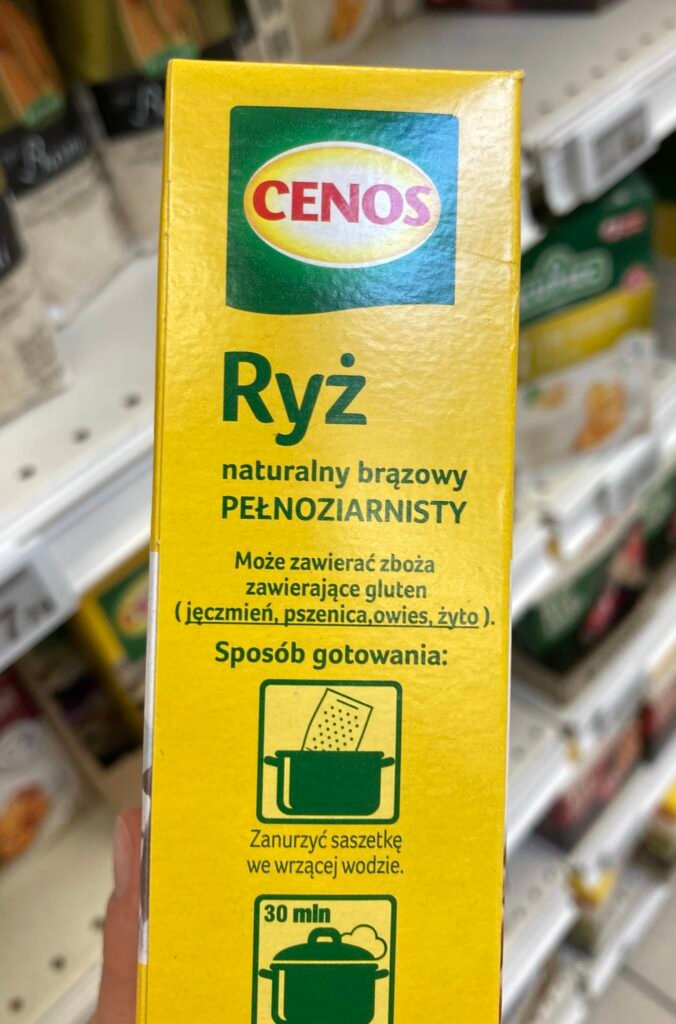 CENOS
Ryż
naturalny brązowy
PEŁNOZIARNISTY
Może zawierać zboża
zawierające gluten
( jęczmień, pszenica,owies, żyto ).
Sposób gotowania:
Zanurzyć saszetkę
we wrzącej wodzie.
30 min